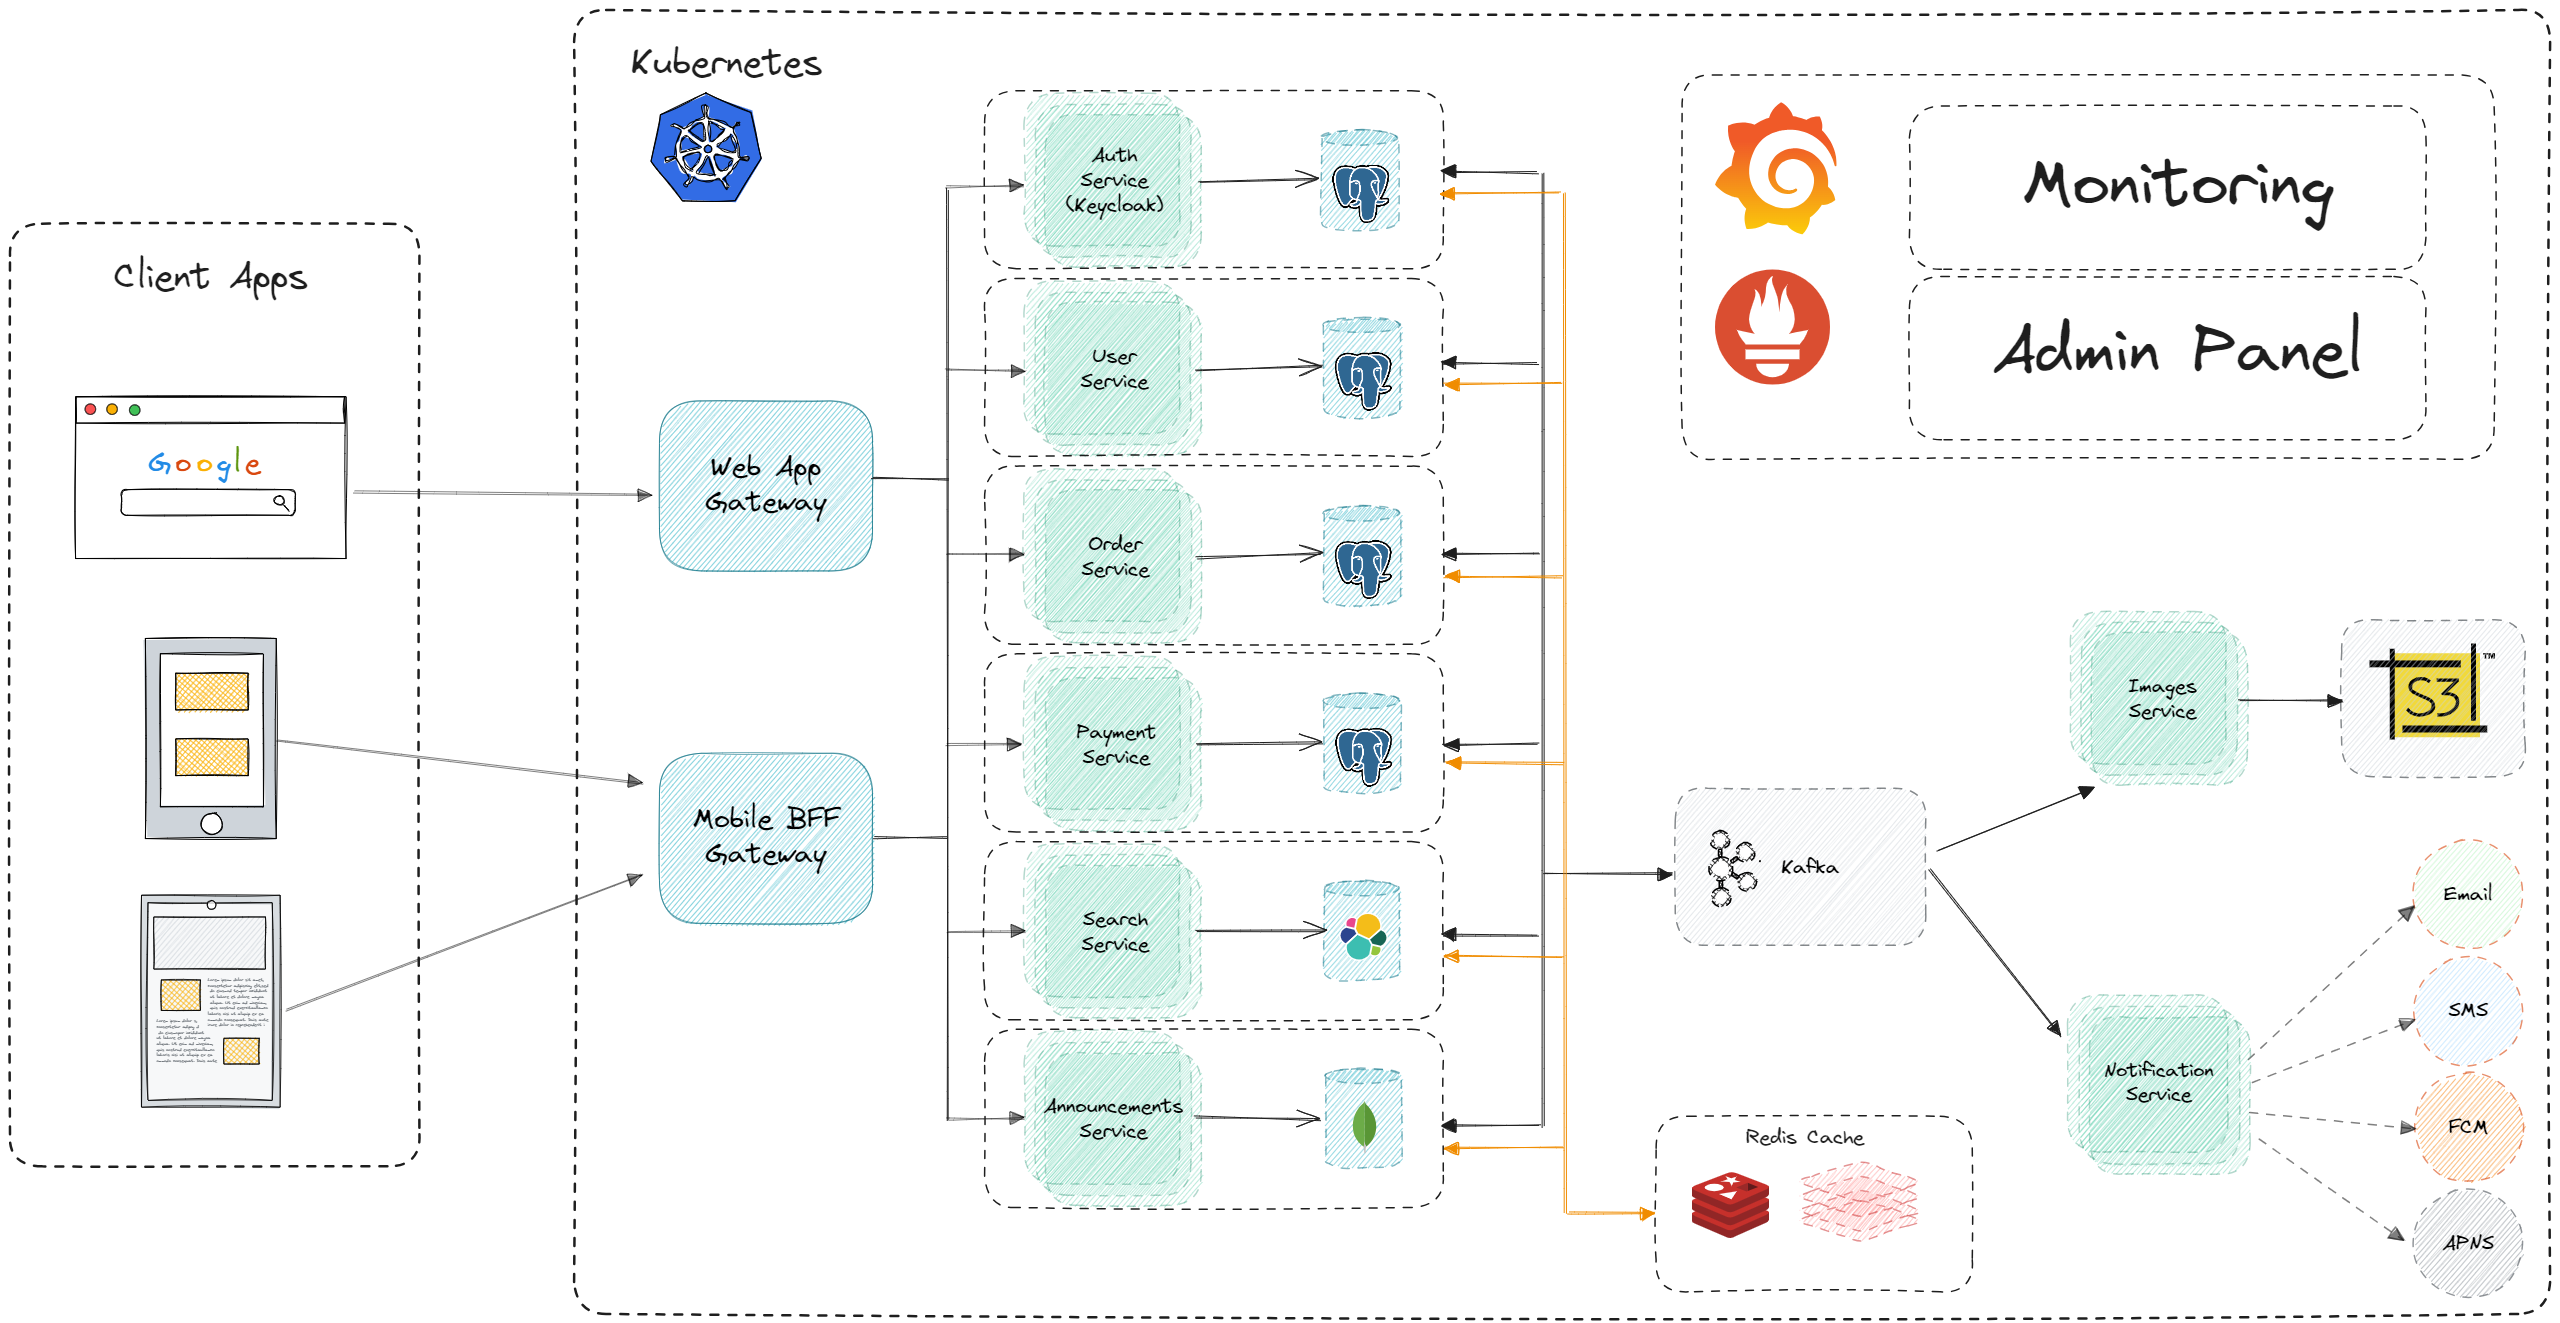 Kubernetes
Client Apps
Google
Web App
Gateway
Mobile BFF
Gateway
Auth
Service
(Keycloak)
User
Service
Order
Service
Payment
Service
Search
Service
Announcements
Service
Monitoring
Admin Panel
Images
Service
S3
TM
Kafka
Redis Cache
Notification
Service
Email
SMS
FCM
APNS